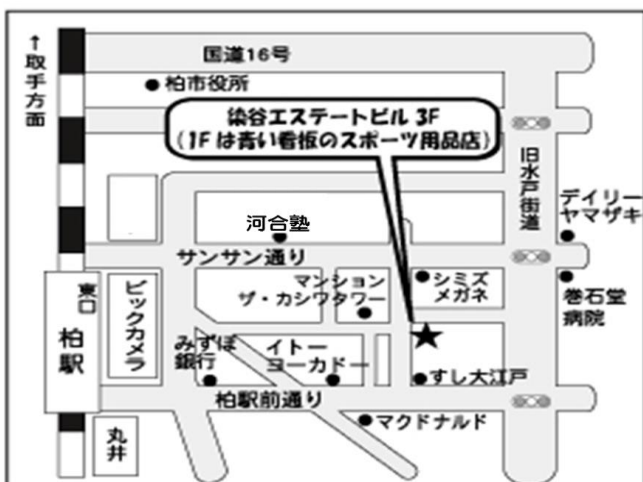 ↑取手方面
国道16号
柏市役所
染谷エステートビル 3F
(1Fは青い看板のスポーツ用品店)
旧水戸街道
デイリー
ヤマザキ
河合塾
サンサン通り
東口
柏駅
ビックカメラ
マンション
ザ・カシワタワー
シミズ
メガネ
巻石堂
病院
みずほ
銀行
イトー
ヨーカドー
すし大江戸
柏駅前通り
マクドナルド
丸井